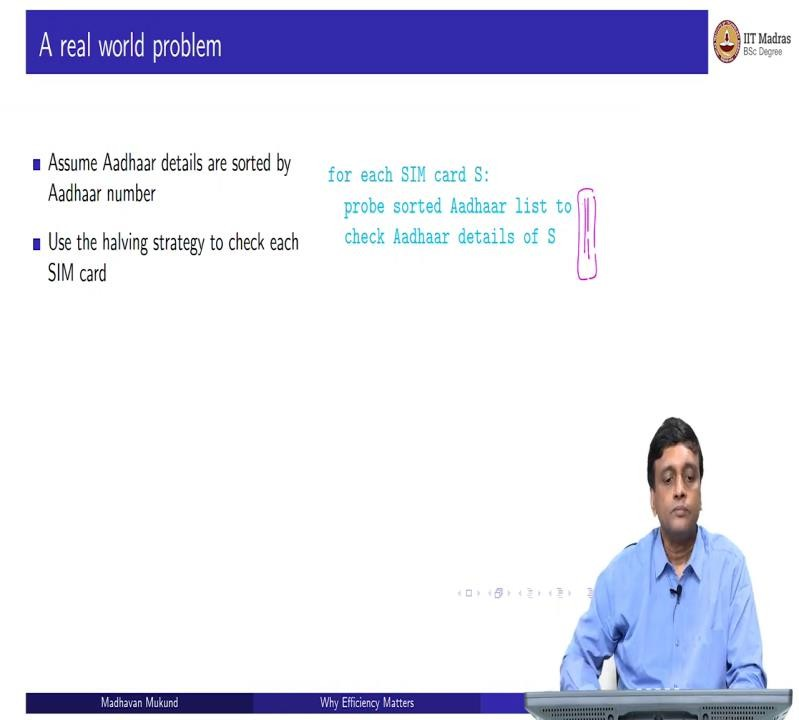 A real world problem
IIT Madras
BSc Degree
Assume Aadhaar details are sorted by
Aadhaar number
Use the halving strategy to check each
SIM card
for each SIM card S:
probe sorted Aadhaar list to
check Aadhaar details of S
Madhavan Mukund
Why Efficiency Matters